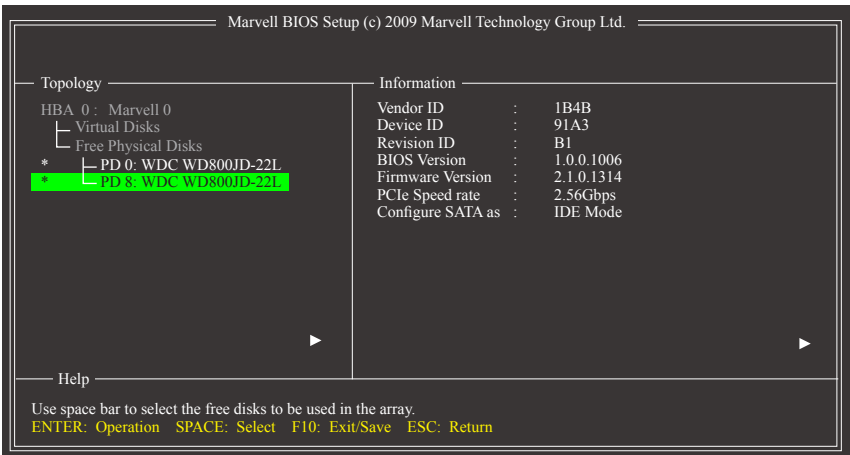 Marvell BIOS Setup (c) 2009 Marvell Technology Group Ltd.
Topology
HBA 0 : Marvell 0
Virtual Disks
Free Physical Disks
* PD 0: WDC WD800JD-22L
* PD 8: WDC WD800JD-22L
Information
Vendor ID : 1B4B
Device ID : 91A3
Revision ID : B1
BIOS Version : 1.0.0.1006
Firmware Version : 2.1.0.1314
PCIe Speed rate : 2.56Gbps
Configure SATA as : IDE Mode
Help
Use space bar to select the free disks to be used in the array.
ENTER: Operation SPACE: Select F10: Exit/Save ESC: Return